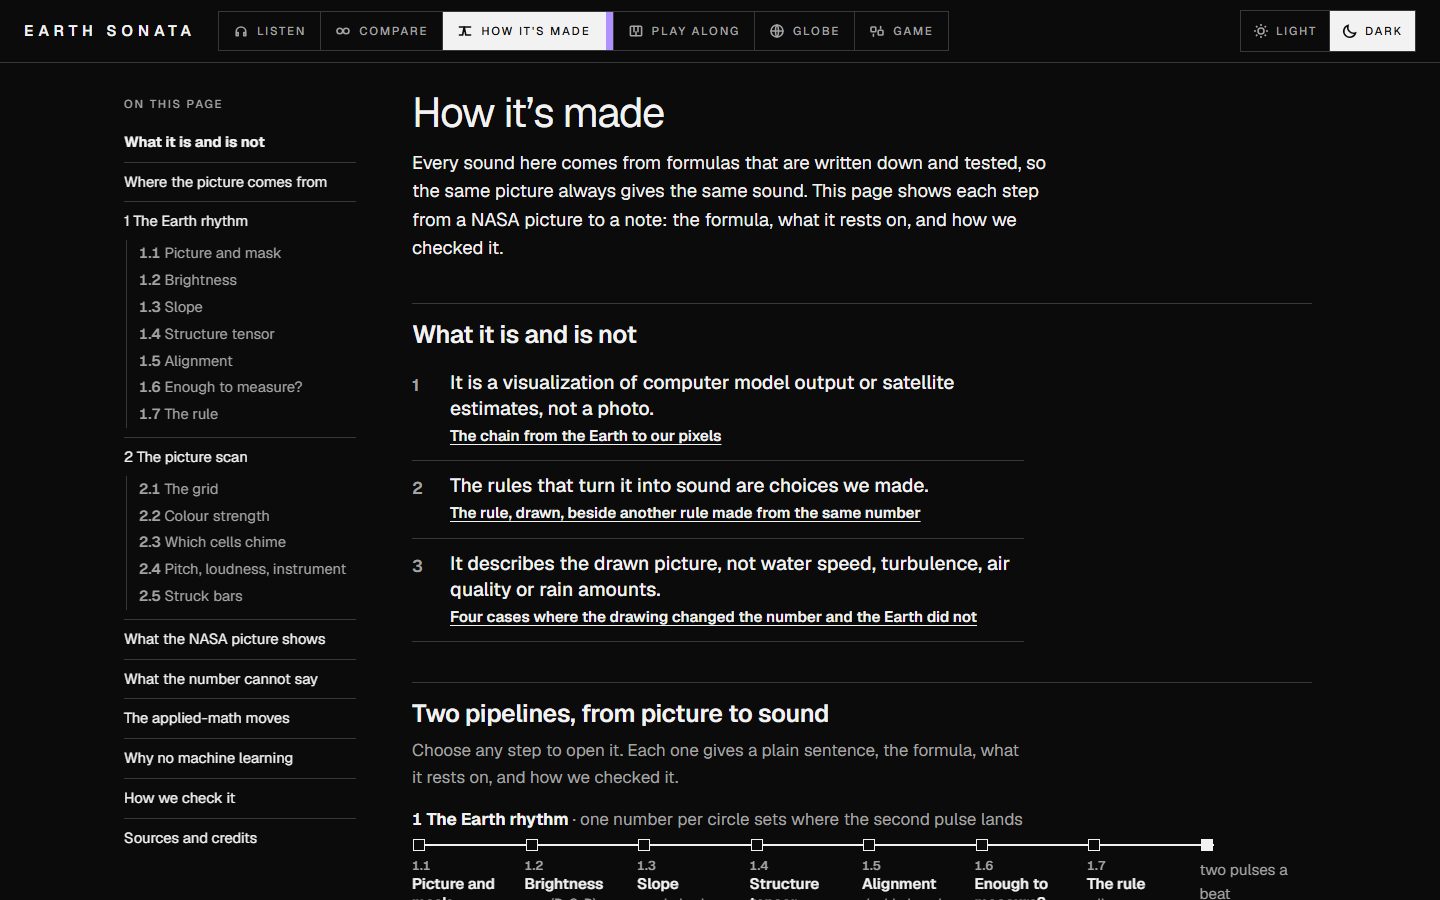 EARTH SONATA
LISTEN
COMPARE
HOW IT'S MADE
PLAY ALONG
GLOBE
GAME
LIGHT
DARK
ON THIS PAGE
What it is and is not
Where the picture comes from
1 The Earth rhythm
1.1 Picture and mask
1.2 Brightness
1.3 Slope
1.4 Structure tensor
1.5 Alignment
1.6 Enough to measure?
1.7 The rule
2 The picture scan
2.1 The grid
2.2 Colour strength
2.3 Which cells chime
2.4 Pitch, loudness, instrument
2.5 Struck bars
What the NASA picture shows
What the number cannot say
The applied-math moves
Why no machine learning
How we check it
Sources and credits
How it’s made
Every sound here comes from formulas that are written down and tested, so
the same picture always gives the same sound. This page shows each step
from a NASA picture to a note: the formula, what it rests on, and how we
checked it.
What it is and is not
1 It is a visualization of computer model output or satellite
estimates, not a photo.
The chain from the Earth to our pixels
2 The rules that turn it into sound are choices we made.
The rule, drawn, beside another rule made from the same number
3 It describes the drawn picture, not water speed, turbulence, air
quality or rain amounts.
Four cases where the drawing changed the number and the Earth did not
Two pipelines, from picture to sound
Choose any step to open it. Each one gives a plain sentence, the formula, what
it rests on, and how we checked it.
1 The Earth rhythm · one number per circle sets where the second pulse lands
1.1
Picture and
1.2
Brightness
1.3
Slope
1.4
Structure
1.5
Alignment
1.6
Enough to
1.7
The rule
two pulses a
beat